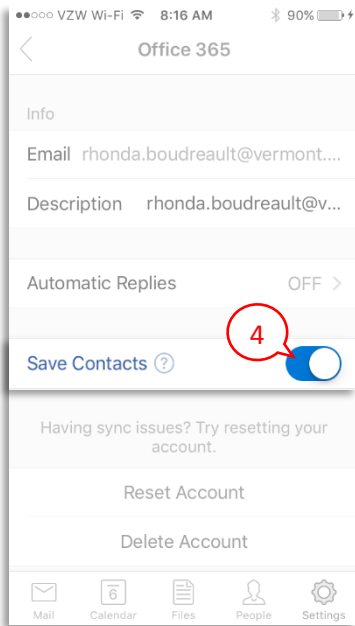 VZW Wi-Fi 8:16 AM 90%
Office 365
Info
Email rhonda.boudreault@vermont....
Description rhonda.boudreault@v...
Automatic Replies OFF
4
Save Contacts ?
Having sync issues? Try resetting your
account.
Reset Account
Delete Account
6
Mail Calendar Files People Settings